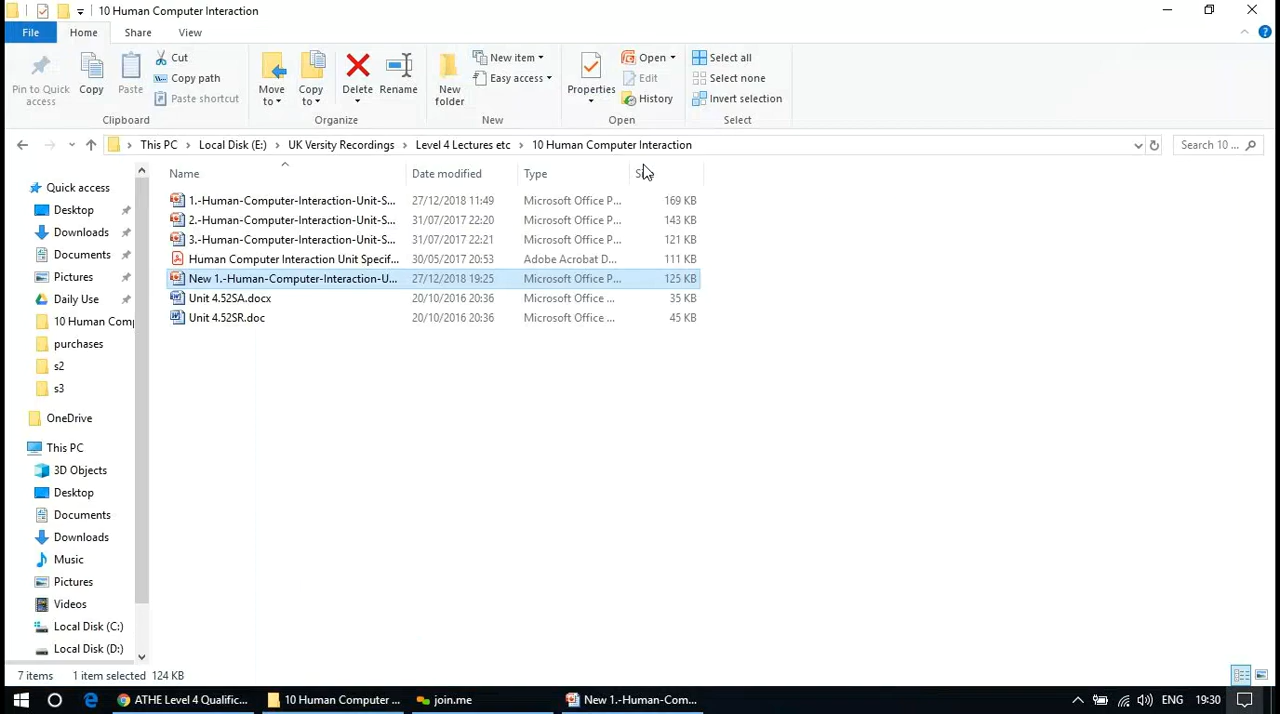 10 Human Computer Interaction
File
Home
Share
View
Pin to Quick
access
Copy
Paste
Cut
Copy path
Paste shortcut
Clipboard
Move
to
Copy
to
Delete
Rename
Organize
New
folder
New item
Easy access
New
Properties
Open
Edit
History
Open
Select all
Select none
Invert selection
Select
This PC
Local Disk (E:)
UK Versity Recordings
Level 4 Lectures etc
10 Human Computer Interaction
Search 10 ...
Name
Date modified
Type
1.-Human-Computer-Interaction-Unit-S... 27/12/2018 11:49 Microsoft Office P... 169 KB
2.-Human-Computer-Interaction-Unit-S... 31/07/2017 22:20 Microsoft Office P... 143 KB
3.-Human-Computer-Interaction-Unit-S... 31/07/2017 22:21 Microsoft Office P... 121 KB
Human Computer Interaction Unit Specif... 30/05/2017 20:53 Adobe Acrobat D... 111 KB
New 1.-Human-Computer-Interaction-U... 27/12/2018 19:25 Microsoft Office P... 125 KB
Unit 4.52SA.docx 20/10/2016 20:36 Microsoft Office ... 35 KB
Unit 4.52SR.doc 20/10/2016 20:36 Microsoft Office ... 45 KB
Quick access
Desktop
Downloads
Documents
Pictures
Daily Use
10 Human Comp
purchases
s2
s3
OneDrive
This PC
3D Objects
Desktop
Documents
Downloads
Music
Pictures
Videos
Local Disk (C:)
Local Disk (D:)
7 items
1 item selected 124 KB
ATHE Level 4 Qualific...
10 Human Computer ...
join.me
New 1.-Human-Com...
ENG
19:30